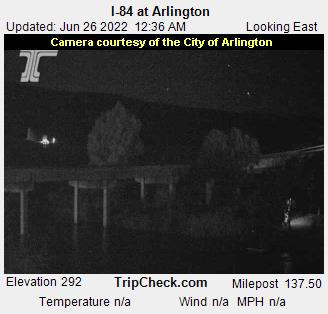 I-84 at Arlington
Updated: Jun 26 2022 12:36 AM Looking East
Camera courtesy of the City of Arlington
Elevation 292 TripCheck.com Milepost 137.50
Temperature n/a Wind n/a MPH n/a